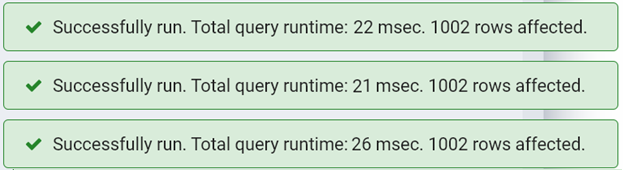 Successfully run. Total query runtime: 22 msec. 1002 rows affected.
Successfully run. Total query runtime: 21 msec. 1002 rows affected.
Successfully run. Total query runtime: 26 msec. 1002 rows affected.